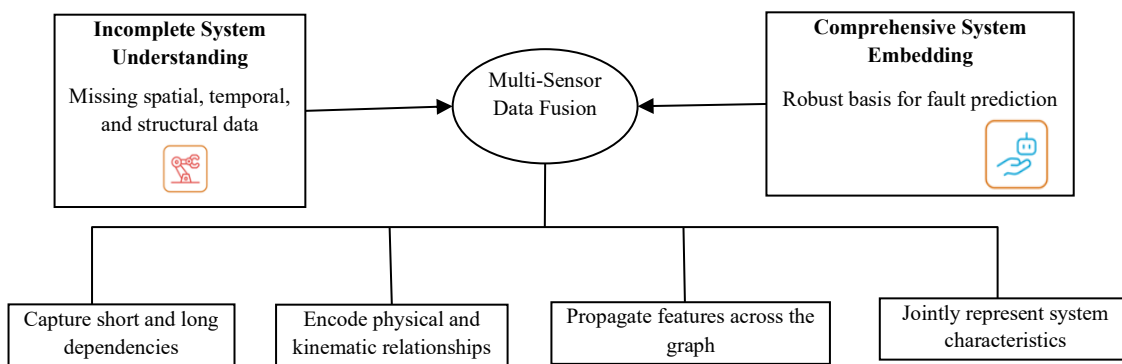 Incomplete System
Understanding
Missing spatial, temporal,
and structural data
Multi-Sensor
Data Fusion
Comprehensive System
Embedding
Robust basis for fault prediction
Capture short and long
dependencies
Encode physical and
kinematic relationships
Propagate features across the
graph
Jointly represent system
characteristics